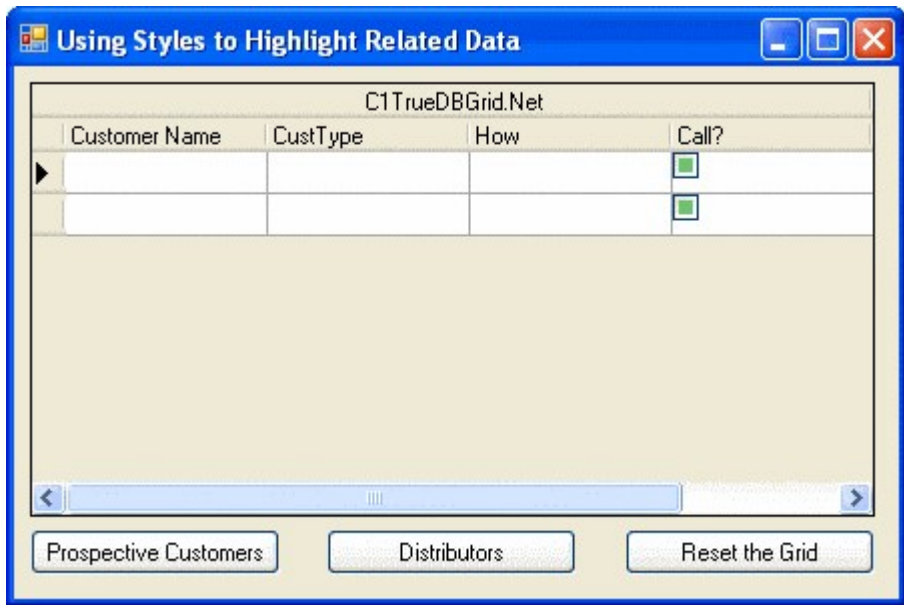 Using Styles to Highlight Related Data
C1TrueDBGrid.Net
Customer Name CustType How Call?
Prospective Customers Distributors Reset the Grid